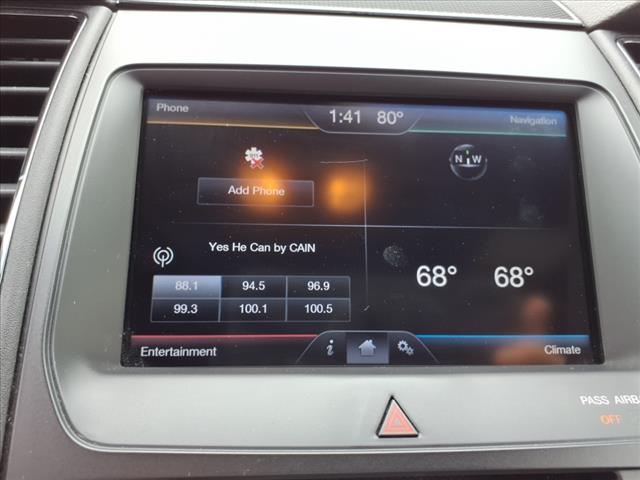 Phone
1:41 80°
Navigation
N W
Add Phone
Yes He Can by CAIN
88.1 94.5 96.9
99.3 100.1 100.5
68° 68°
Entertainment
i
Climate
PASS
OFF